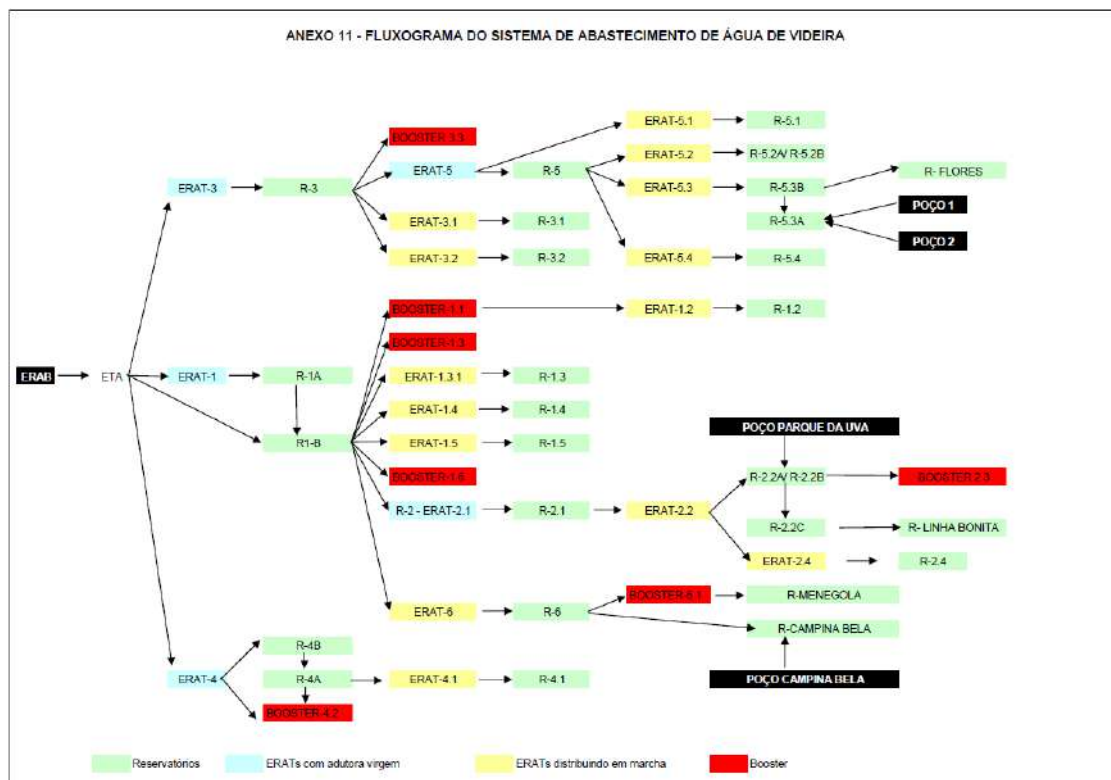 ANEXO 11 - FLUXOGRAMA DO SISTEMA DE ABASTECIMENTO DE ÁGUA DE VIDEIRA
ERAT-5.1
R-5.1
BOOSTER-3.3
ERAT-5.2
R-5.2A/ R-5.2B
ERAT-5
R-5
R- FLORES
ERAT-3
R-3
ERAT-5.3
R-5.3B
POÇO 1
ERAT-3.1
R-3.1
R-5.3A
POÇO 2
ERAT-3.2
R-3.2
ERAT-5.4
R-5.4
BOOSTER-1.1
ERAT-1.2
R-1.2
BOOSTER-1.3
ERAB
ETA
ERAT-1
R-1A
ERAT-1.3.1
R-1.3
ERAT-1.4
R-1.4
POÇO PARQUE DA UVA
R1-B
ERAT-1.5
R-1.5
BOOSTER-1.6
R-2.2A/ R-2.2B
BOOSTER 2.3
R-2 - ERAT-2.1
R-2.1
ERAT-2.2
R-2.2C
R- LINHA BONITA
ERAT-2.4
R-2.4
BOOSTER-6.1
R-MENEGOLA
ERAT-6
R-6
R-CAMPINA BELA
R-4B
ERAT-4
R-4A
ERAT-4.1
R-4.1
POÇO CAMPINA BELA
BOOSTER-4.2
Reservatórios
ERATs com adutora virgem
ERATs distribuindo em marcha
Booster